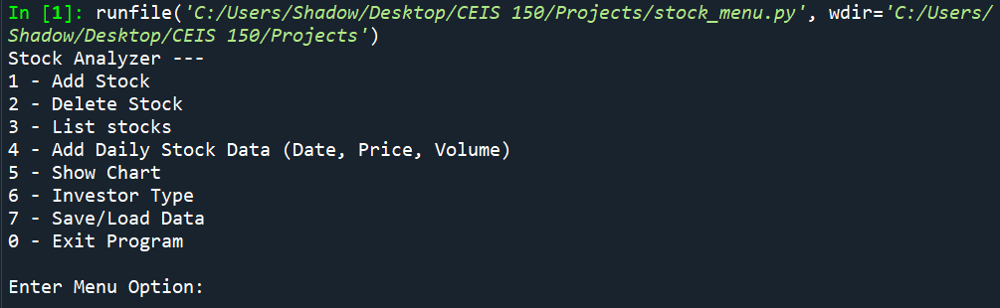 In [1]: runfile('C:/Users/Shadow/Desktop/CEIS 150/Projects/stock_menu.py', wdir='C:/Users/
Shadow/Desktop/CEIS 150/Projects')
Stock Analyzer ---
1 - Add Stock
2 - Delete Stock
3 - List stocks
4 - Add Daily Stock Data (Date, Price, Volume)
5 - Show Chart
6 - Investor Type
7 - Save/Load Data
0 - Exit Program
Enter Menu Option: